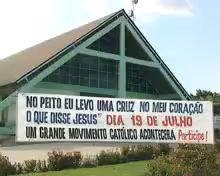 NO PEITO EU LEVO UMA CRUZ NO MEU CORAÇÃO
O QUE DISSE JESUS" DIA 19 DE JULHO
UM GRANDE MOVIMENTO CATÓLICO ACONTECERÁ Participe!